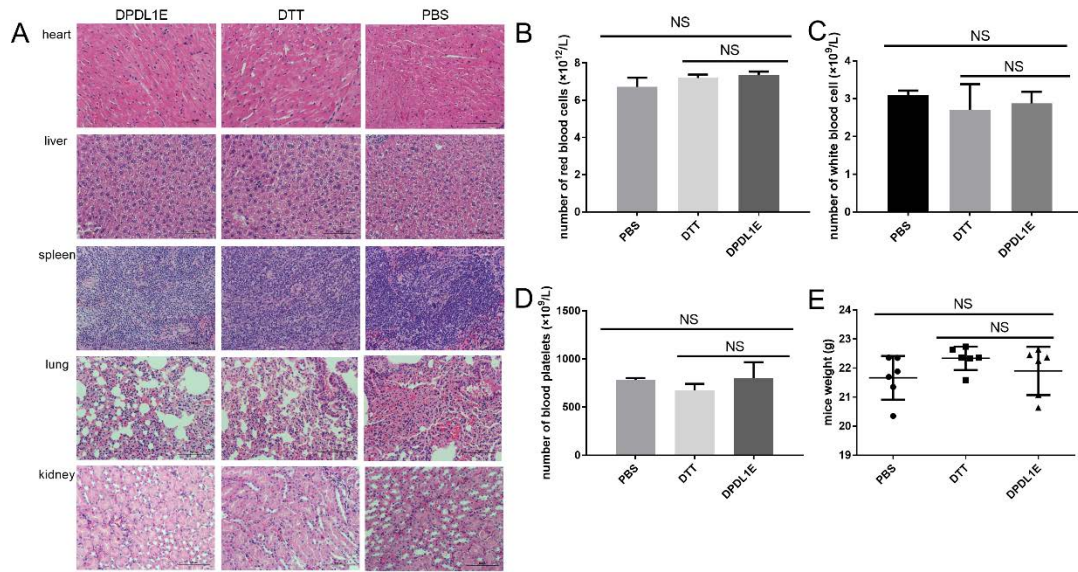 A
DPDL1E DTT PBS
heart
liver
spleen
lung
kidney
B
NS
NS
number of red blood cells (×10¹²/L)
8
6
4
2
0
PBS DTT DPDL1E
C
NS
NS
number of white blood cell (×10⁹/L)
4
3
2
1
0
PBS DTT DPDL1E
D
NS
NS
number of blood platelets (×10⁹/L)
1500
1000
500
0
PBS DTT DPDL1E
E
NS
NS
mice weight (g)
24
23
22
21
20
19
PBS DTT DPDL1E